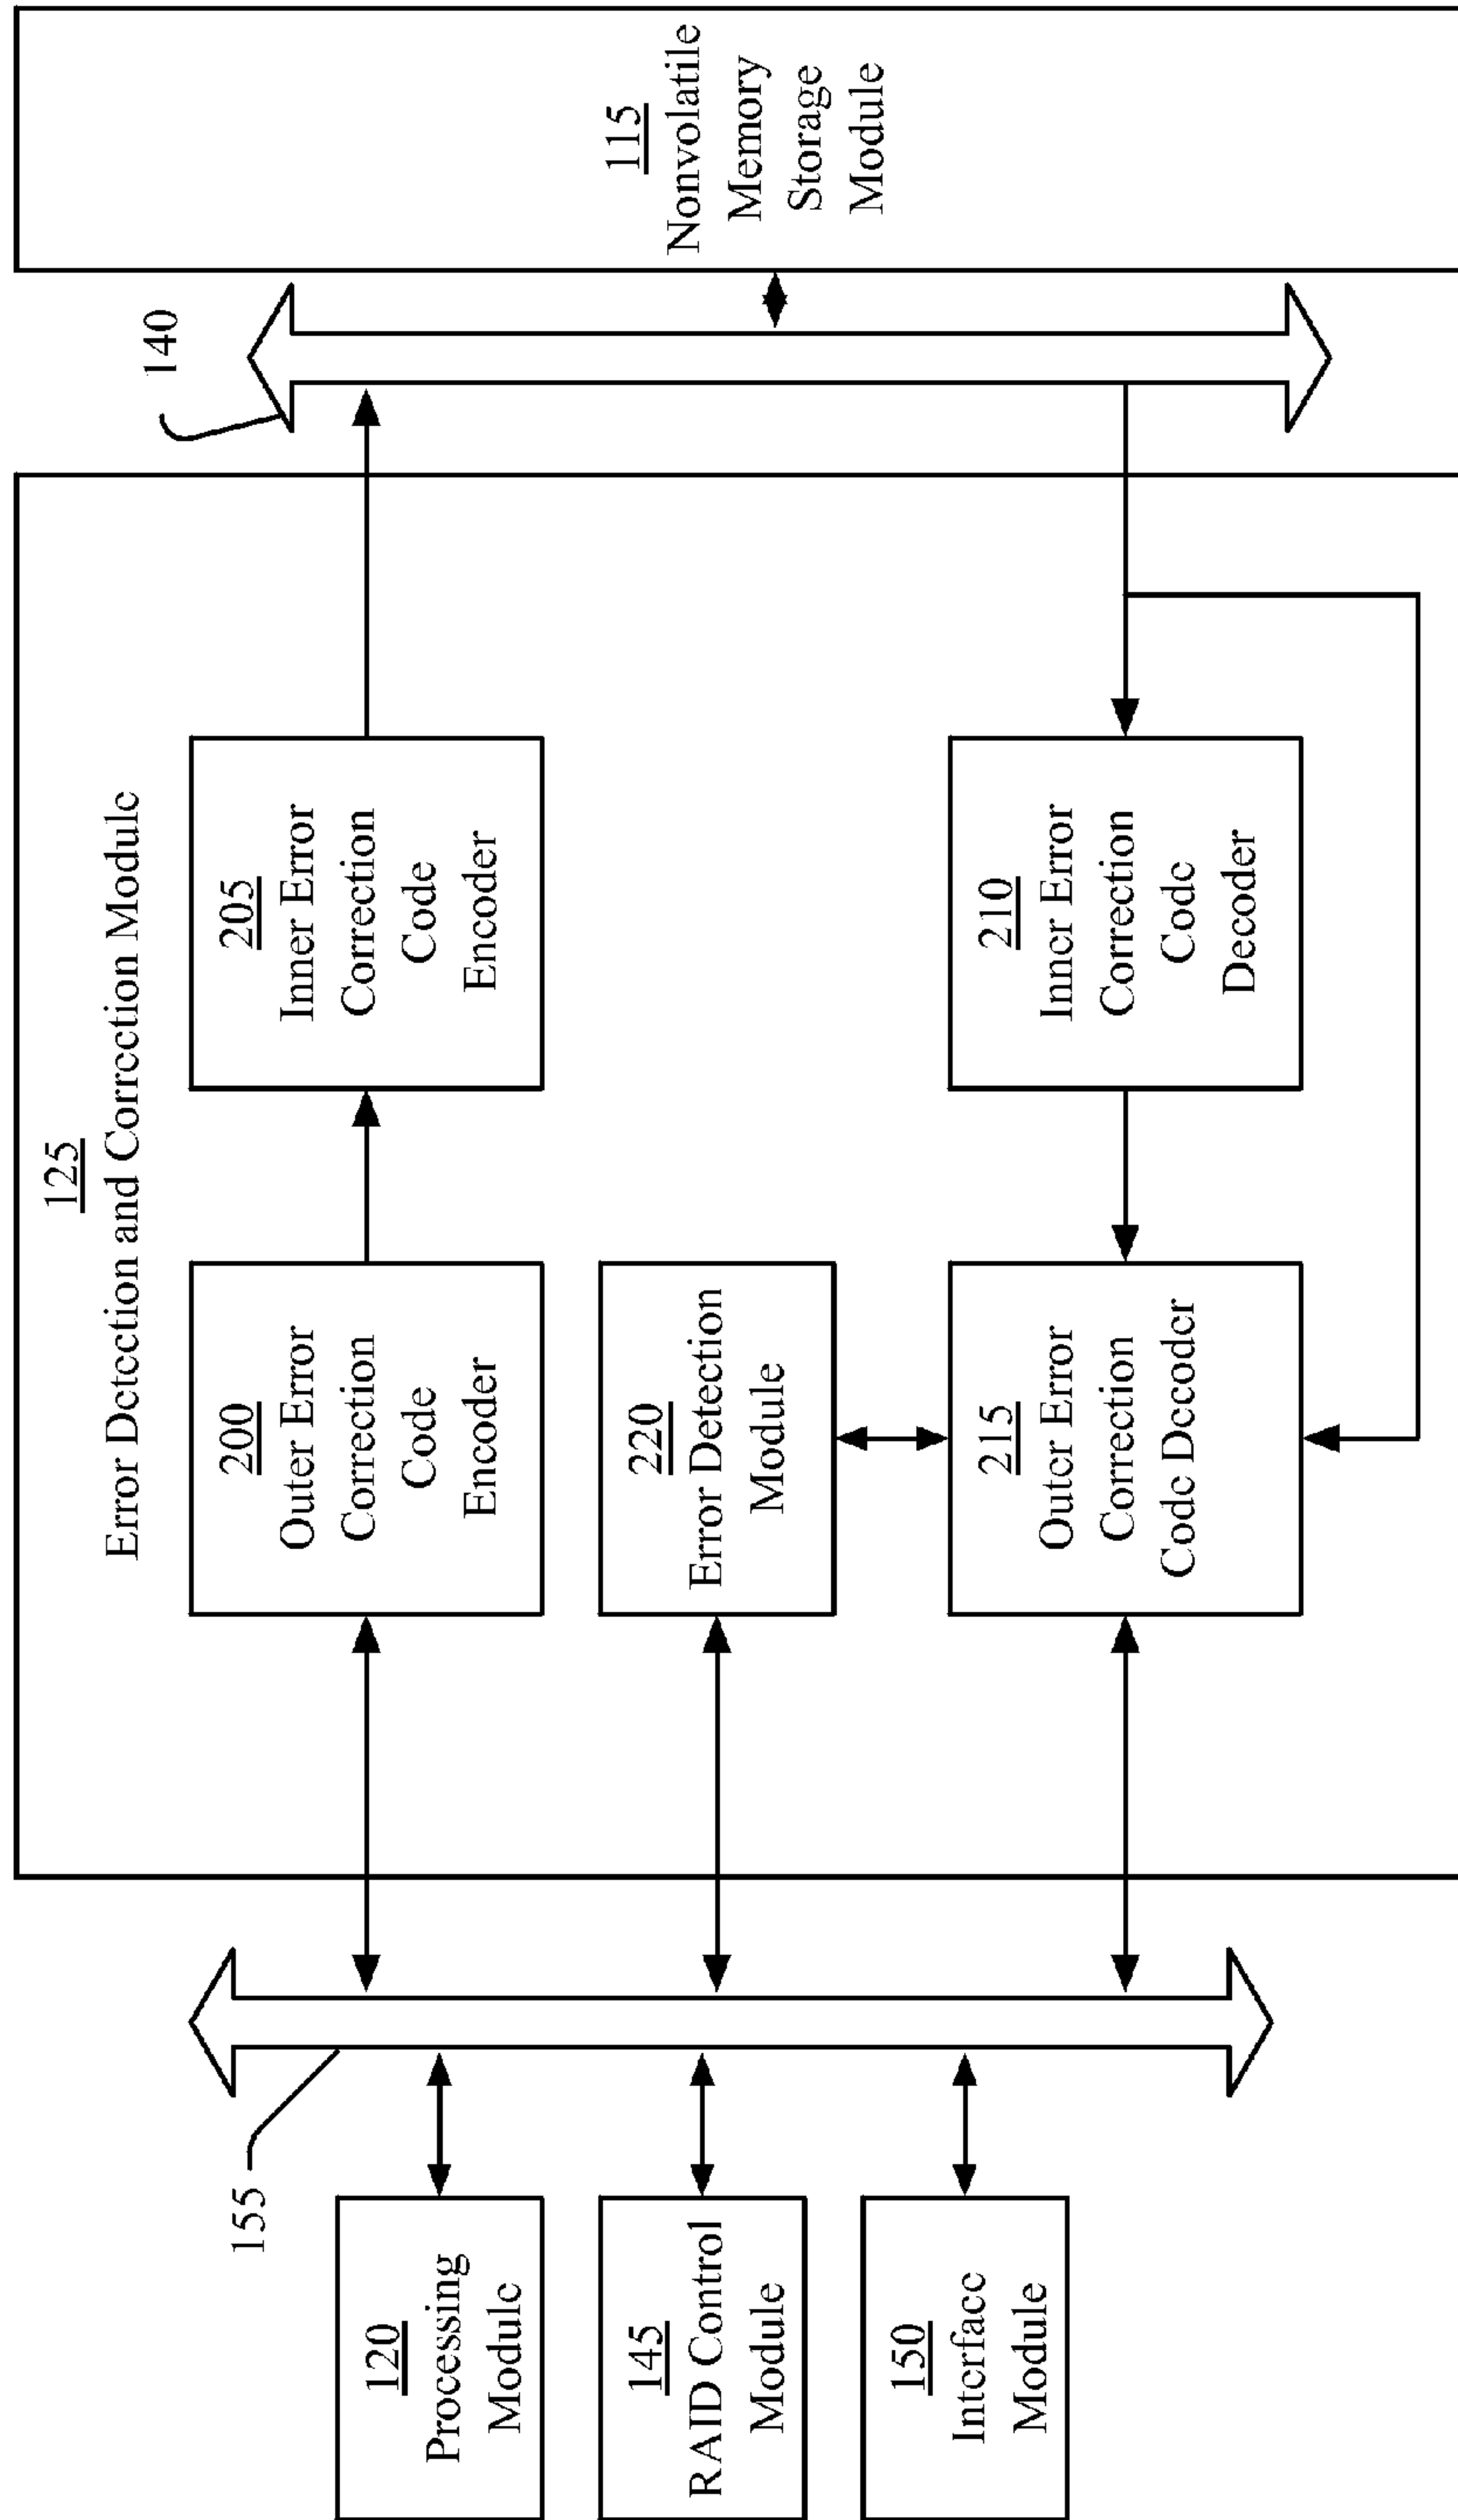 125
Error Detection and Correction Module
120
Processing
Module
145
RAID Control
Module
150
Interface
Module
155
200
Outer Error
Correction
Code
Encoder
205
Inner Error
Correction
Code
Encoder
220
Error Detection
Module
215
Outer Error
Correction
Code Decoder
210
Inner Error
Correction
Code
Decoder
140
115
Nonvolatile
Memory
Storage
Module